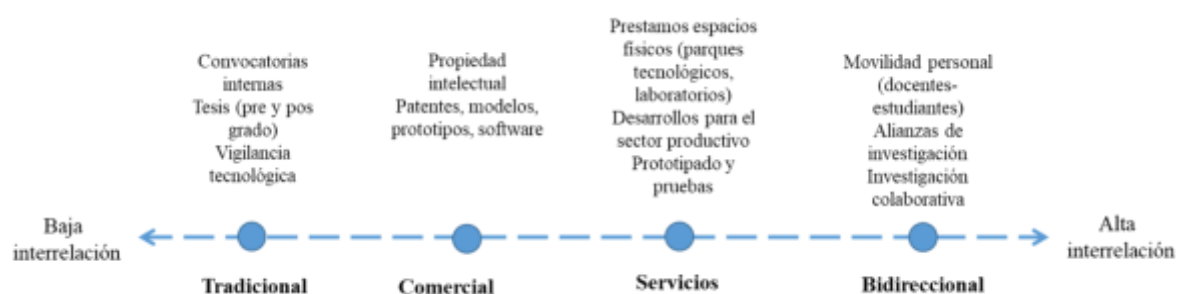 Convocatorias
internas
Tesis (pre y pos
grado)
Vigilancia
tecnológica
Propiedad
intelectual
Patentes, modelos,
prototipos, software
Prestamos espacios
físicos (parques
tecnológicos,
laboratorios)
Desarrollos para el
sector productivo
Prototipado y
pruebas
Movilidad personal
(docentes-
estudiantes)
Alianzas de
investigación
Investigación
colaborativa
Baja
interrelación
Alta
interrelación
Tradicional
Comercial
Servicios
Bidireccional